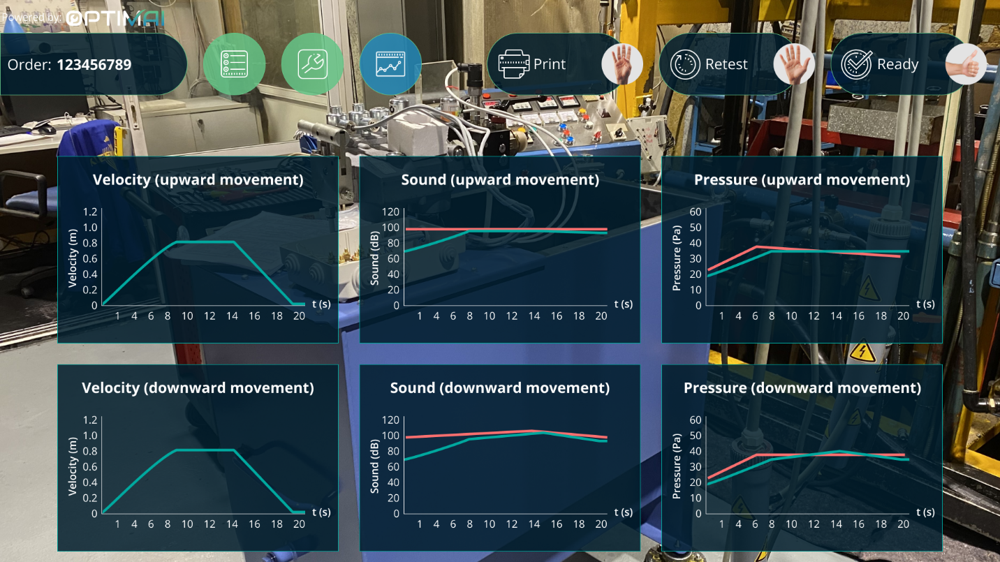 Powered by: OPTIMAI
Order: 123456789
Print
Retest
Ready
Velocity (upward movement)
Velocity (m)
1.2
1.0
0.8
0.6
0.4
0.2
0
1 4 6 8 10 12 14 16 18 20
t (s)
Sound (upward movement)
Sound (dB)
120
100
80
60
40
20
0
1 4 6 8 10 12 14 16 18 20
t (s)
Pressure (upward movement)
Pressure (Pa)
60
50
40
30
20
10
0
1 4 6 8 10 12 14 16 18 20
t (s)
Velocity (downward movement)
Velocity (m)
1.2
1.0
0.8
0.6
0.4
0.2
0
1 4 6 8 10 12 14 16 18 20
t (s)
Sound (downward movement)
Sound (dB)
120
100
80
60
40
20
0
1 4 6 8 10 12 14 16 18 20
t (s)
Pressure (downward movement)
Pressure (Pa)
60
50
40
30
20
10
0
1 4 6 8 10 12 14 16 18 20
t (s)